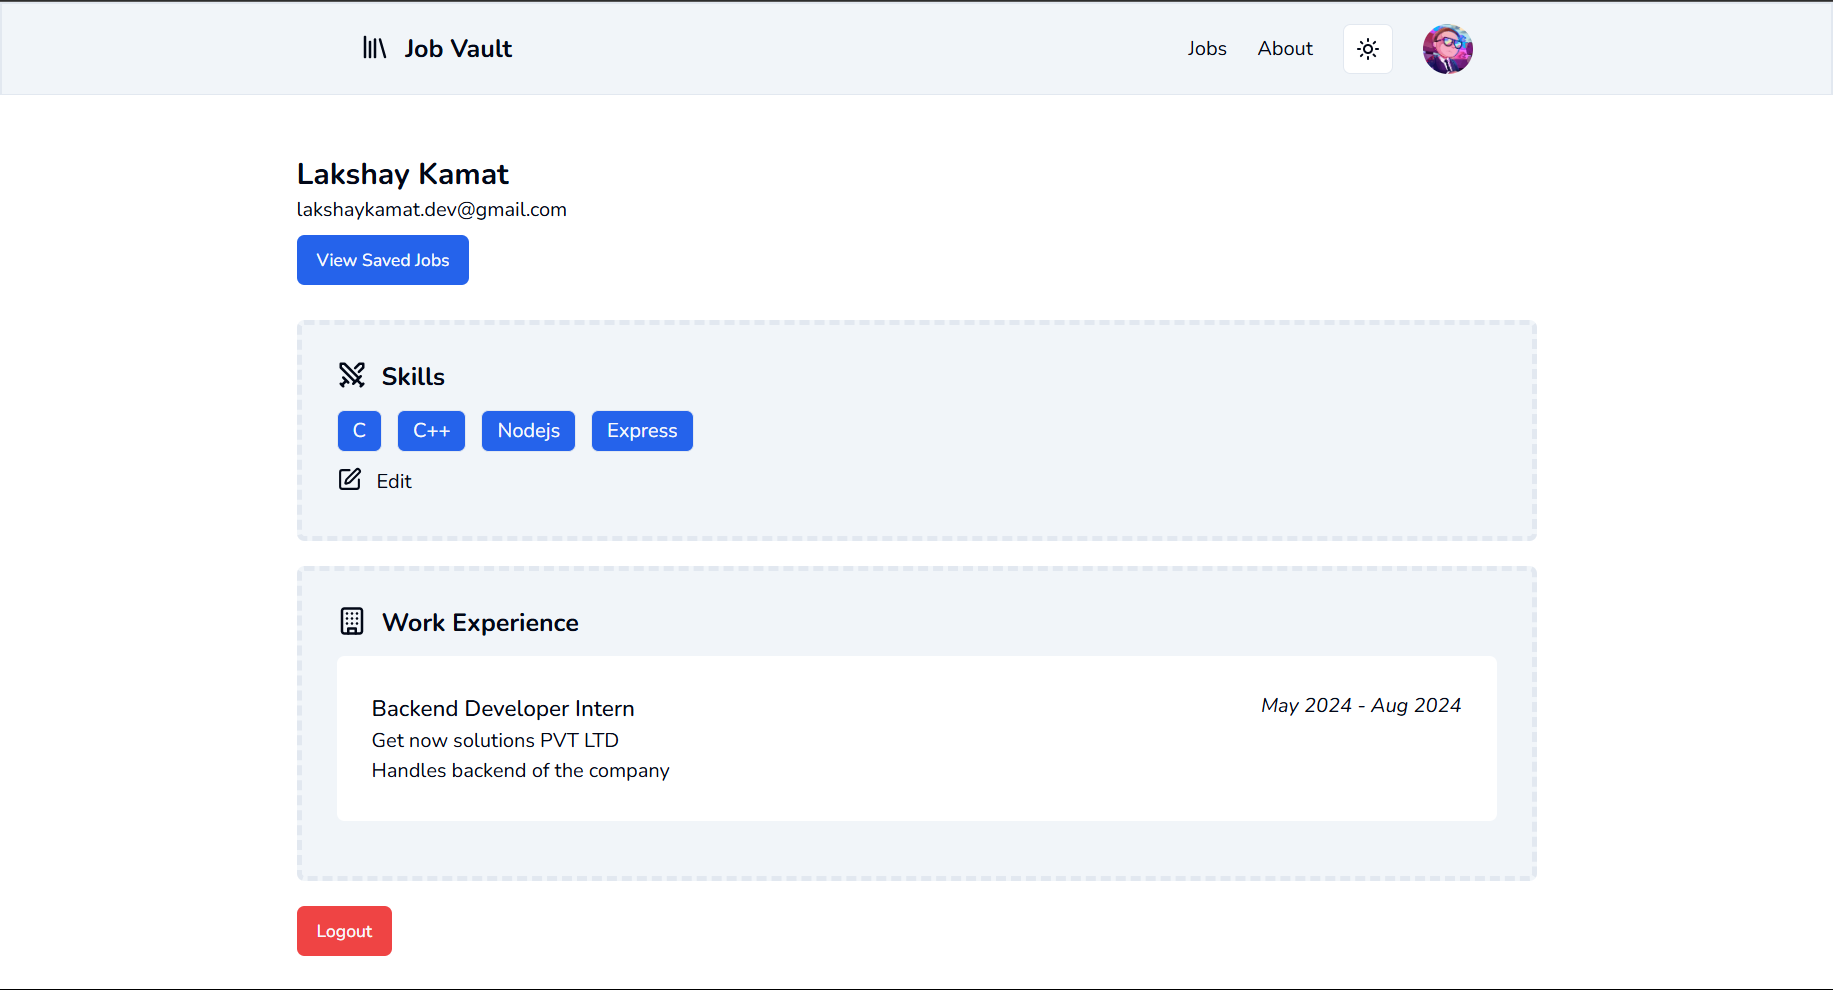 Job Vault
Jobs
About
Lakshay Kamat
lakshaykamat.dev@gmail.com
View Saved Jobs
Skills
C
C++
Nodejs
Express
Edit
Work Experience
Backend Developer Intern
May 2024 - Aug 2024
Get now solutions PVT LTD
Handles backend of the company
Logout